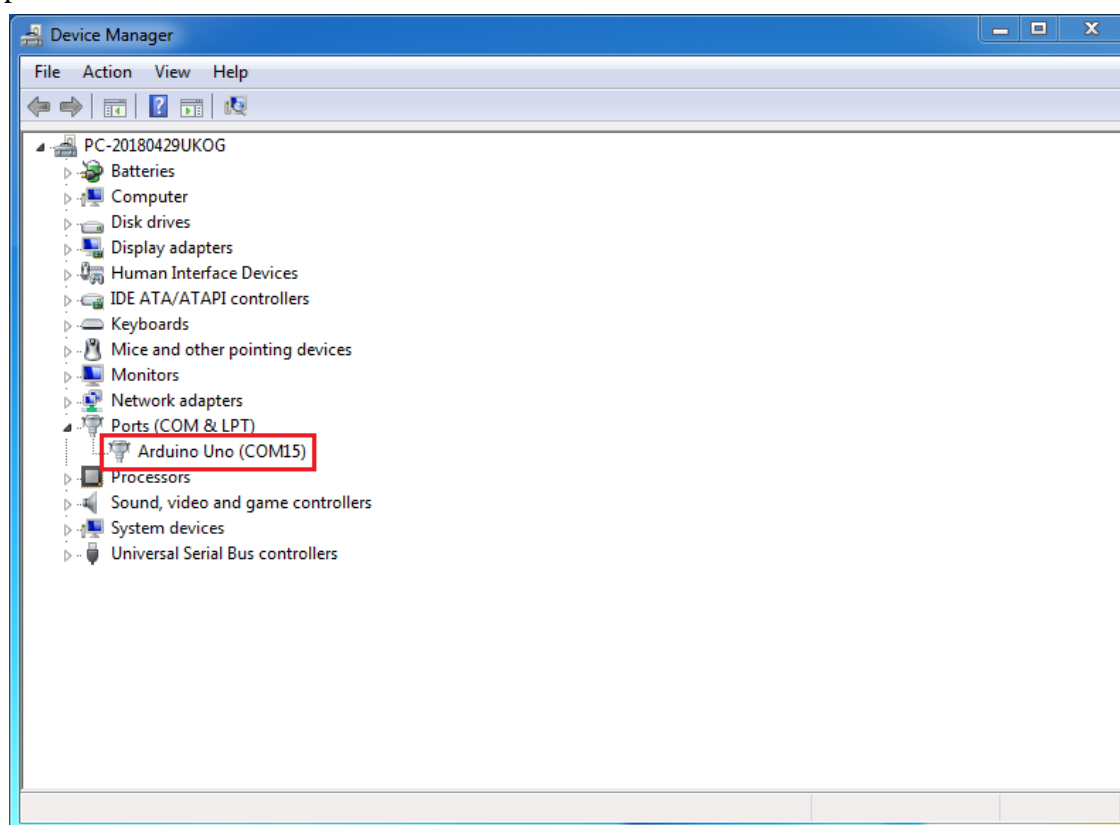 Device Manager
File Action View Help
PC-20180429UKOG
Batteries
Computer
Disk drives
Display adapters
Human Interface Devices
IDE ATA/ATAPI controllers
Keyboards
Mice and other pointing devices
Monitors
Network adapters
Ports (COM & LPT)
Arduino Uno (COM15)
Processors
Sound, video and game controllers
System devices
Universal Serial Bus controllers